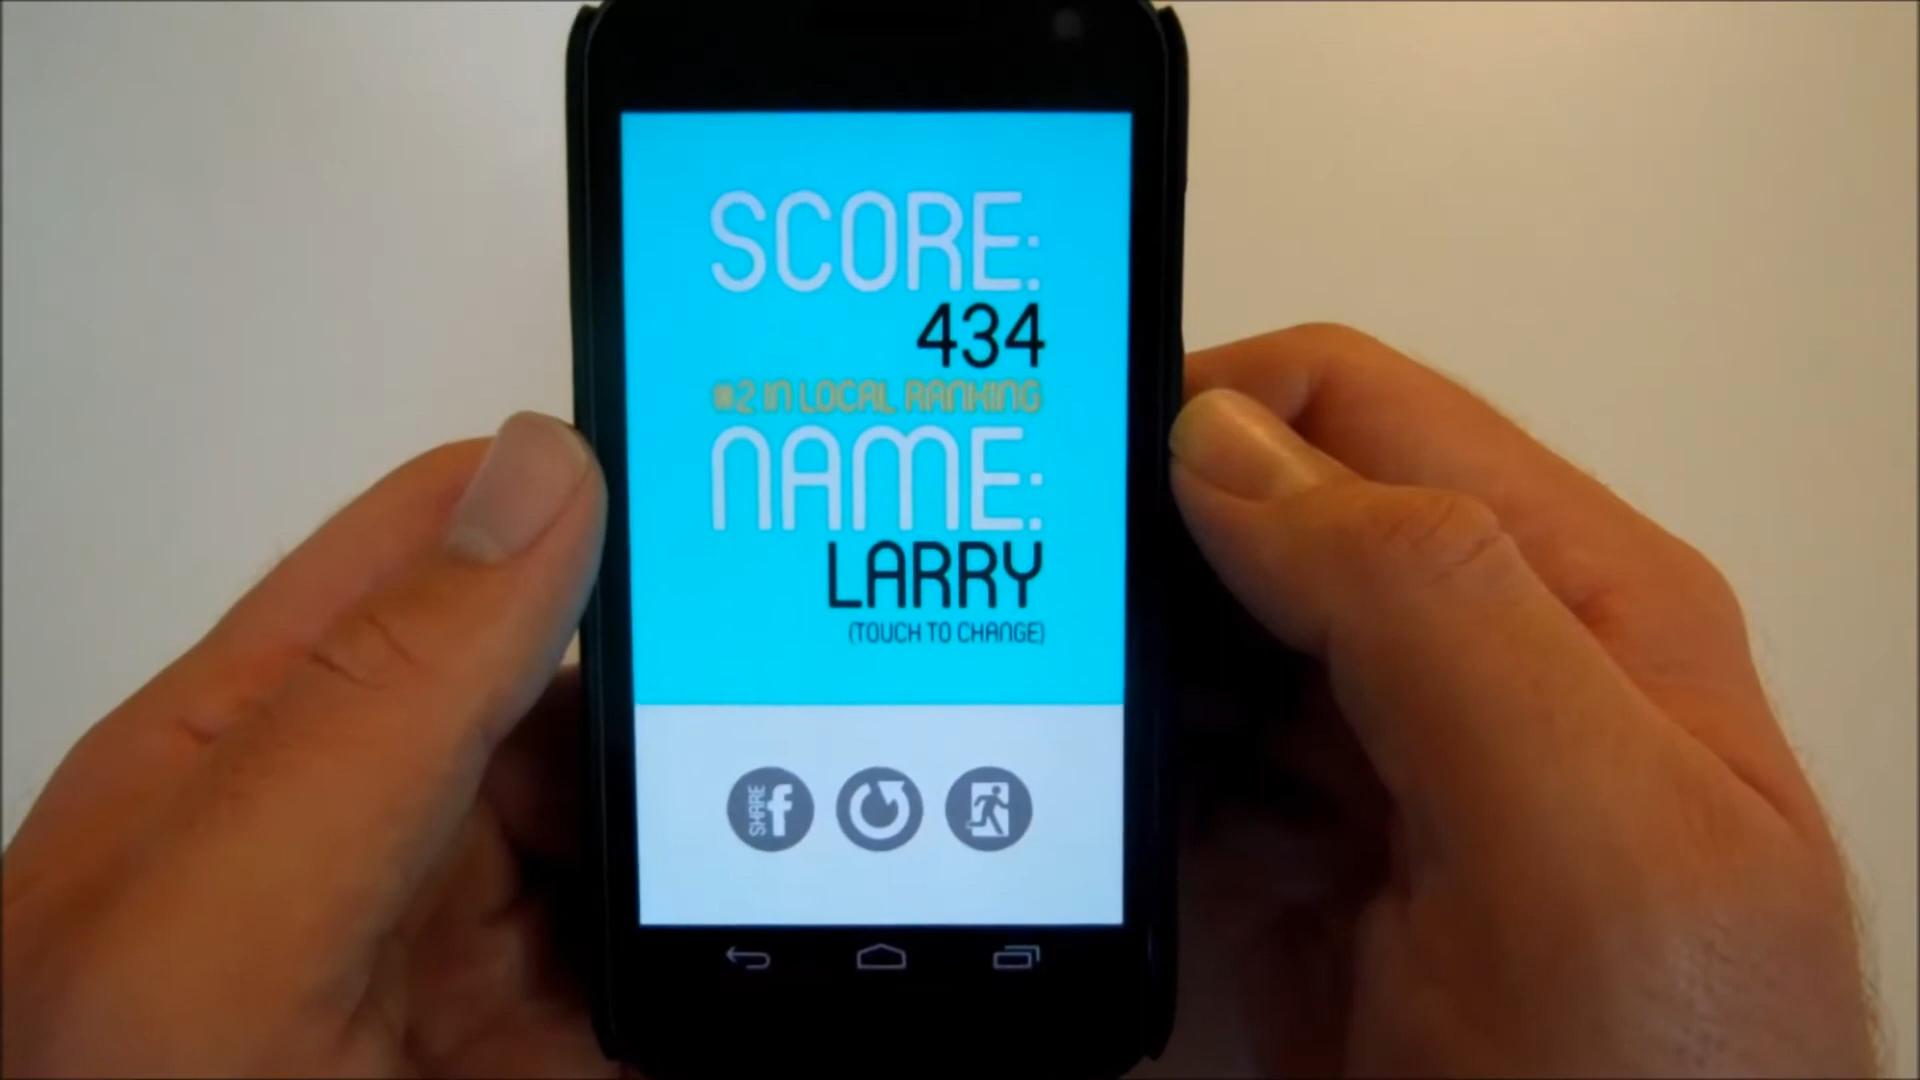 SCORE:
434
#2 IN LOCAL RANKING
NAME:
LARRY
(TOUCH TO CHANGE)
SHARE f